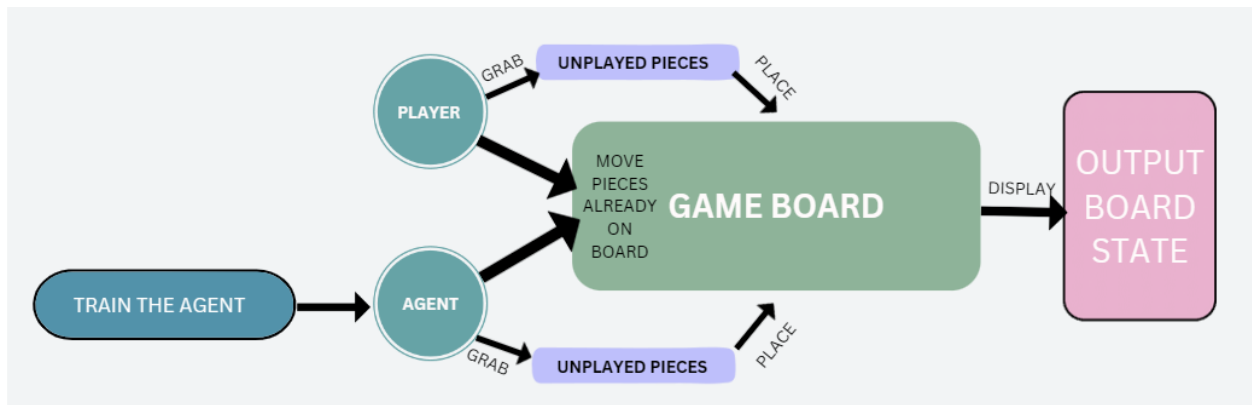 GRAB
UNPLAYED PIECES
PLACE
PLAYER
MOVE
PIECES
ALREADY
ON
BOARD
GAME BOARD
DISPLAY
OUTPUT
BOARD
STATE
TRAIN THE AGENT
AGENT
GRAB
UNPLAYED PIECES
PLACE